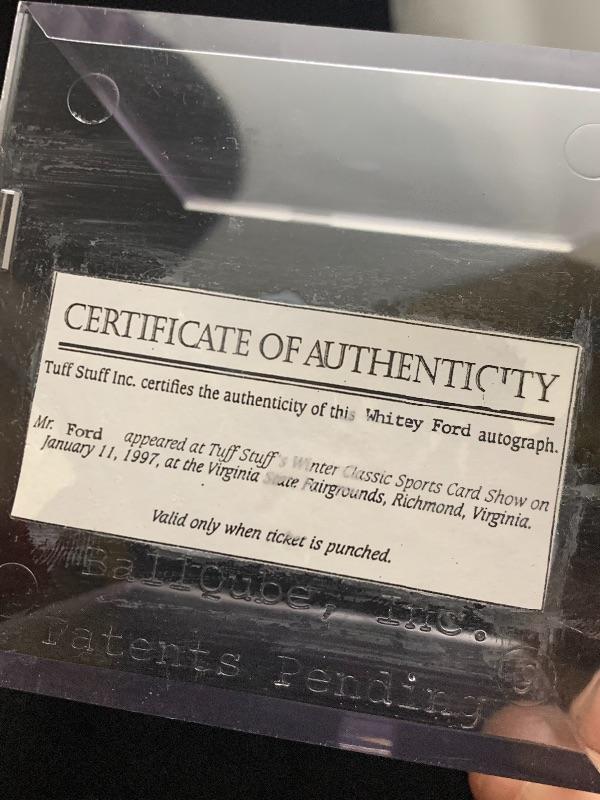 CERTIFICATE OF AUTHENTICITY
Tuff Stuff Inc. certifies the authenticity of this Whitey Ford autograph.
Mr. Ford appeared at Tuff Stuff's Winter Classic Sports Card Show on
January 11, 1997, at the Virginia State Fairgrounds, Richmond, Virginia.
Valid only when ticket is punched.
BallQube, Inc. ©
Patents Pending